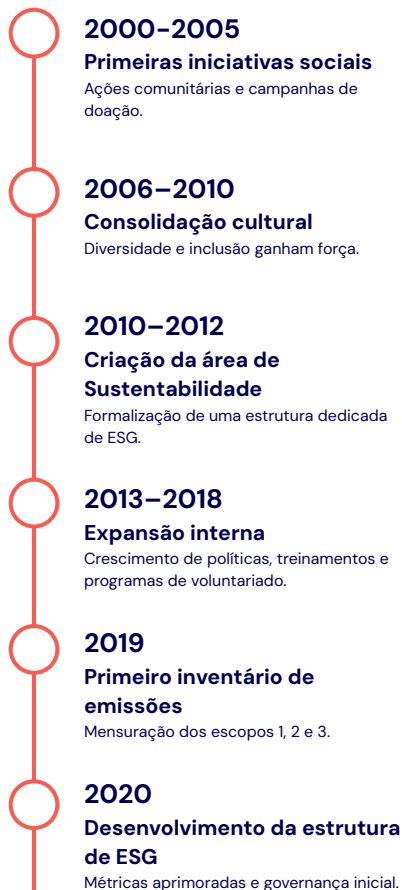 2000-2005
Primeiras iniciativas sociais
Ações comunitárias e campanhas de
doação.
2006–2010
Consolidação cultural
Diversidade e inclusão ganham força.
2010–2012
Criação da área de
Sustentabilidade
Formalização de uma estrutura dedicada
de ESG.
2013–2018
Expansão interna
Crescimento de políticas, treinamentos e
programas de voluntariado.
2019
Primeiro inventário de
emissões
Mensuração dos escopos 1, 2 e 3.
2020
Desenvolvimento da estrutura
de ESG
Métricas aprimoradas e governança inicial.